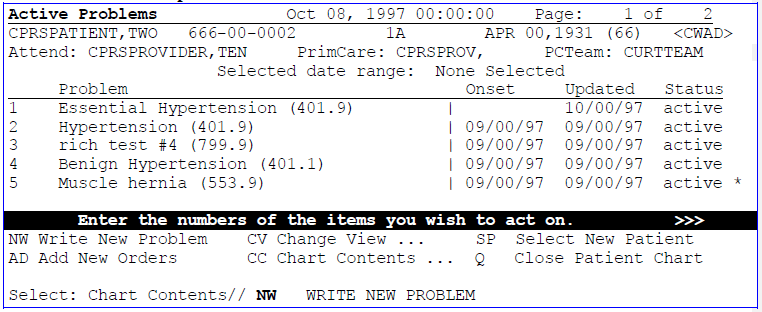 Active Problems Oct 08, 1997 00:00:00 Page: 1 of 2
CPRSPATIENT,TWO 666-00-0002 1A APR 00,1931 (66) <CWAD>
Attend: CPRSPROVIDER,TEN PrimCare: CPRSPROV, PCTeam: CURTTEAM
Selected date range: None Selected
Problem Onset Updated Status
1 Essential Hypertension (401.9) | 10/00/97 active
2 Hypertension (401.9) | 09/00/97 09/00/97 active
3 rich test #4 (799.9) | 09/00/97 09/00/97 active
4 Benign Hypertension (401.1) | 09/00/97 09/00/97 active
5 Muscle hernia (553.9) | 09/00/97 09/00/97 active *
Enter the numbers of the items you wish to act on. >>>
NW Write New Problem CV Change View ... SP Select New Patient
AD Add New Orders CC Chart Contents ... Q Close Patient Chart
Select: Chart Contents// NW WRITE NEW PROBLEM